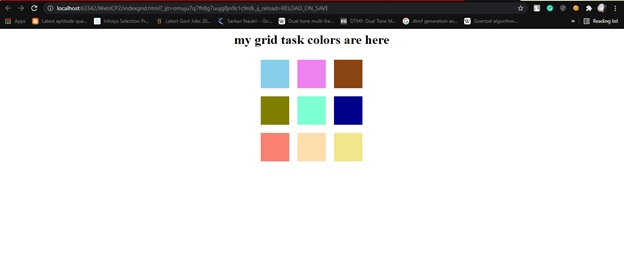 localhost:63342/WebICP2/indexgrid.html?_ijt=omuju7q7fh8g7uujg8jn9c1c9n&_ij_reload=RELOAD_ON_SAVE
Apps Latest aptitude que... Infosys Selection Pro... Latest Govt Jobs 20... Sarkari Naukri - Go... Dual-tone multi-fre... DTMF: Dual Tone M... dtmf generation an... Goertzel algorithm... » Reading list
my grid task colors are here